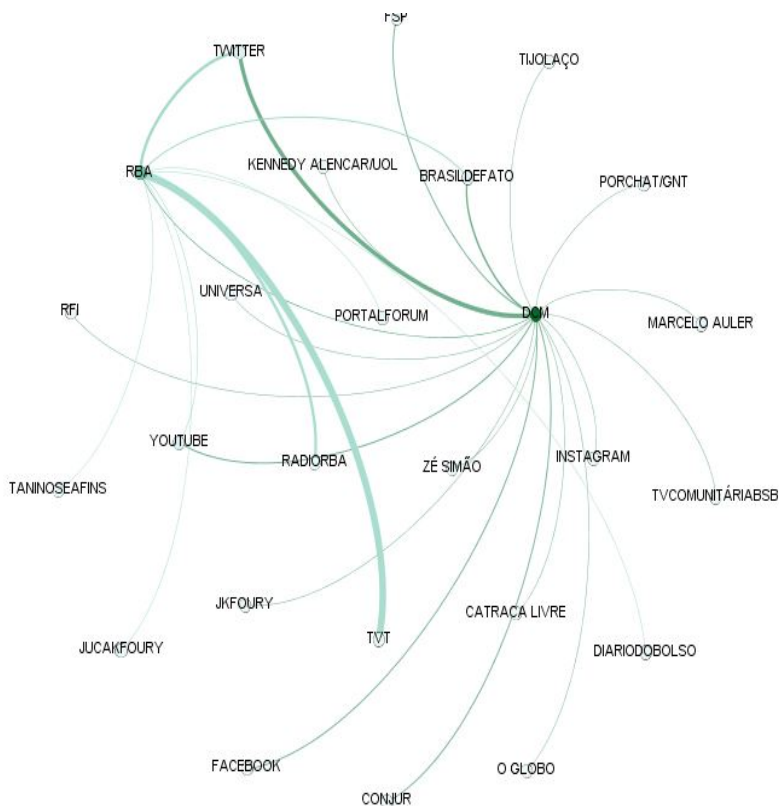 FSP
TWITTER
TIJOLAÇO
KENNEDY ALENCAR/UOL
RBA
BRASILDEFATO
PORCHAT/GNT
UNIVERSA
RFI
PORTALFORUM
DCM
MARCELO AULER
YOUTUBE
RADIORBA
ZÉ SIMÃO
INSTAGRAM
TANINOSEAFINS
TVCOMUNITÁRIABSB
JKFOURY
CATRACA LIVRE
TVT
JUCAKFOURY
DIARIODOBOLSO
FACEBOOK
O GLOBO
CONJUR